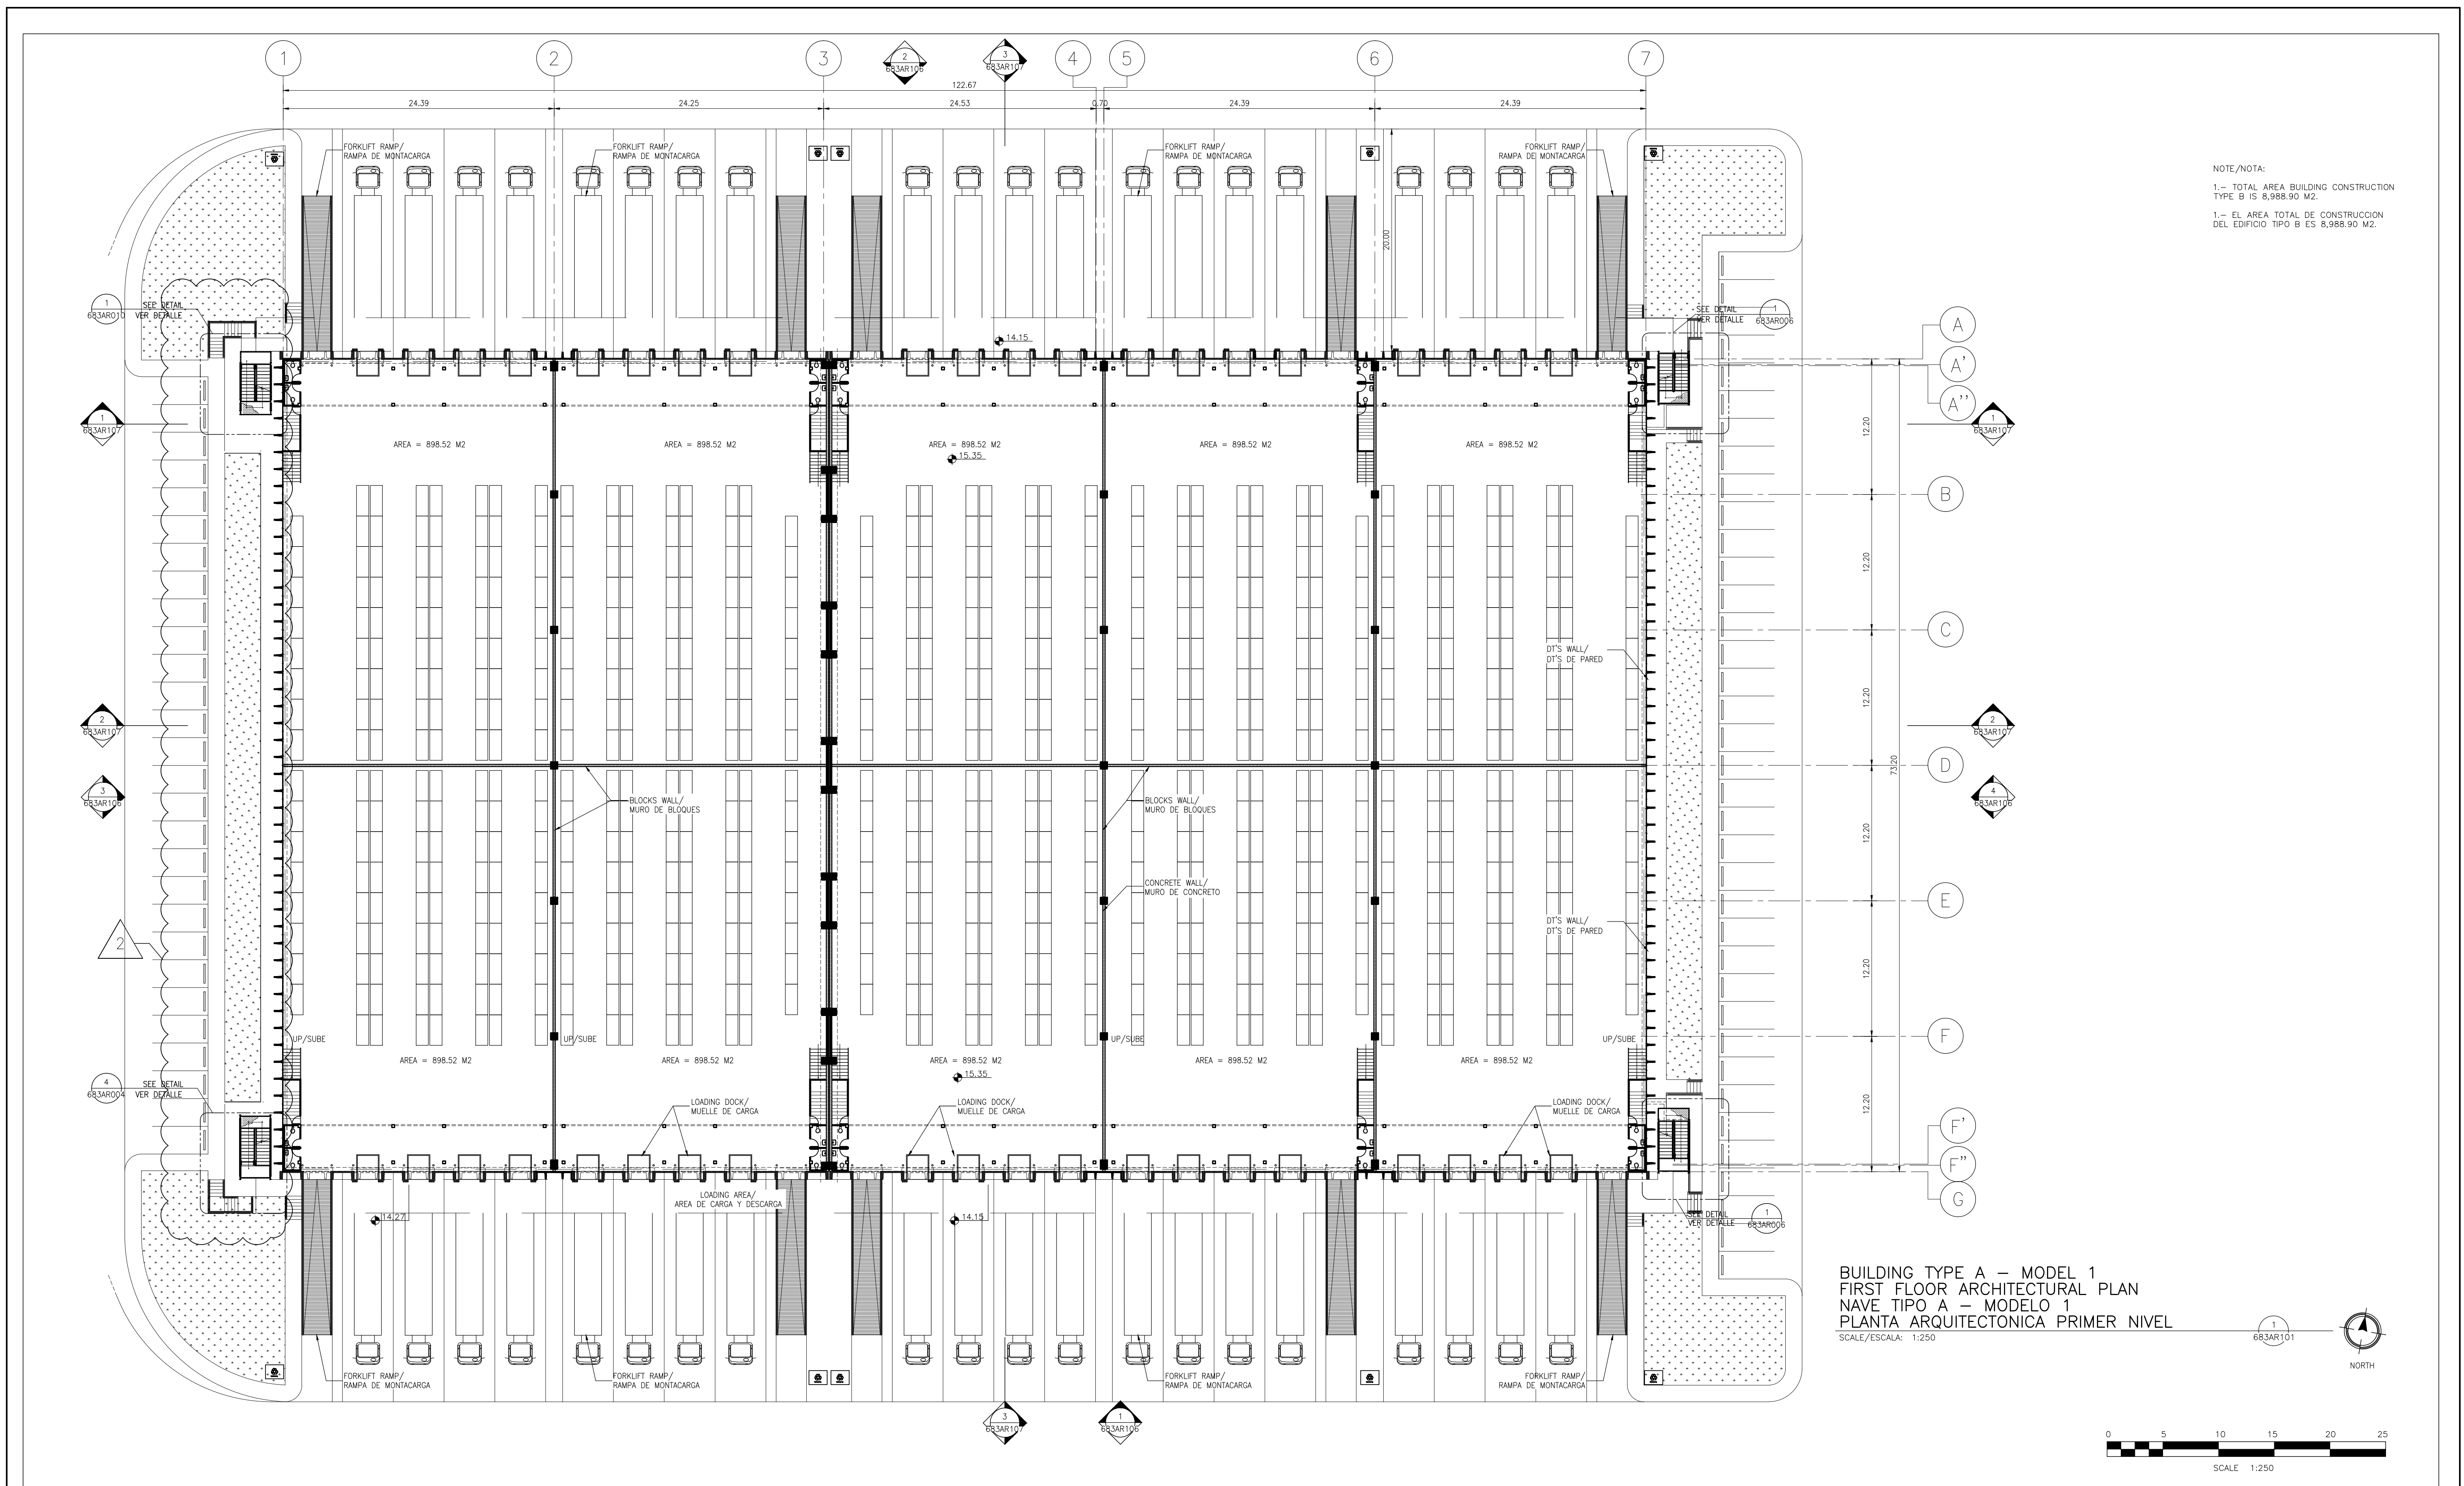 1
2
3
4
5
6
7
2
683AR106
3
683AR107
122.67
24.39
24.25
24.53
0.70
24.39
24.39
FORKLIFT RAMP/
RAMPA DE MONTACARGA
FORKLIFT RAMP/
RAMPA DE MONTACARGA
FORKLIFT RAMP/
RAMPA DE MONTACARGA
FORKLIFT RAMP/
RAMPA DE MONTACARGA
20.00
NOTE/NOTA:
1.- TOTAL AREA BUILDING CONSTRUCTION
TYPE B IS 8,988.90 M2.
1.- EL AREA TOTAL DE CONSTRUCCION
DEL EDIFICIO TIPO B ES 8,988.90 M2.
1
683AR010
SEE DETAIL
VER DETALLE
SEE DETAIL
VER DETALLE
1
683AR006
14.15
A
A'
A''
1
683AR107
1
683AR107
12.20
AREA = 898.52 M2
AREA = 898.52 M2
AREA = 898.52 M2
AREA = 898.52 M2
AREA = 898.52 M2
15.35
B
12.20
C
DT'S WALL/
DT'S DE PARED
12.20
2
683AR107
2
683AR107
D
73.20
3
683AR106
4
683AR106
BLOCKS WALL/
MURO DE BLOQUES
BLOCKS WALL/
MURO DE BLOQUES
12.20
CONCRETE WALL/
MURO DE CONCRETO
E
DT'S WALL/
DT'S DE PARED
2
12.20
UP/SUBE
UP/SUBE
UP/SUBE
UP/SUBE
F
AREA = 898.52 M2
AREA = 898.52 M2
AREA = 898.52 M2
AREA = 898.52 M2
AREA = 898.52 M2
15.35
4
683AR004
SEE DETAIL
VER DETALLE
LOADING DOCK/
MUELLE DE CARGA
LOADING DOCK/
MUELLE DE CARGA
LOADING DOCK/
MUELLE DE CARGA
12.20
F'
F"
G
LOADING AREA/
AREA DE CARGA Y DESCARGA
14.27
14.15
SEE DETAIL
VER DETALLE
1
683AR006
BUILDING TYPE A – MODEL 1
FIRST FLOOR ARCHITECTURAL PLAN
NAVE TIPO A – MODELO 1
PLANTA ARQUITECTONICA PRIMER NIVEL
SCALE/ESCALA: 1:250
1
683AR101
NORTH
FORKLIFT RAMP/
RAMPA DE MONTACARGA
FORKLIFT RAMP/
RAMPA DE MONTACARGA
FORKLIFT RAMP/
RAMPA DE MONTACARGA
FORKLIFT RAMP/
RAMPA DE MONTACARGA
3
683AR107
1
683AR106
0 5 10 15 20 25
SCALE 1:250